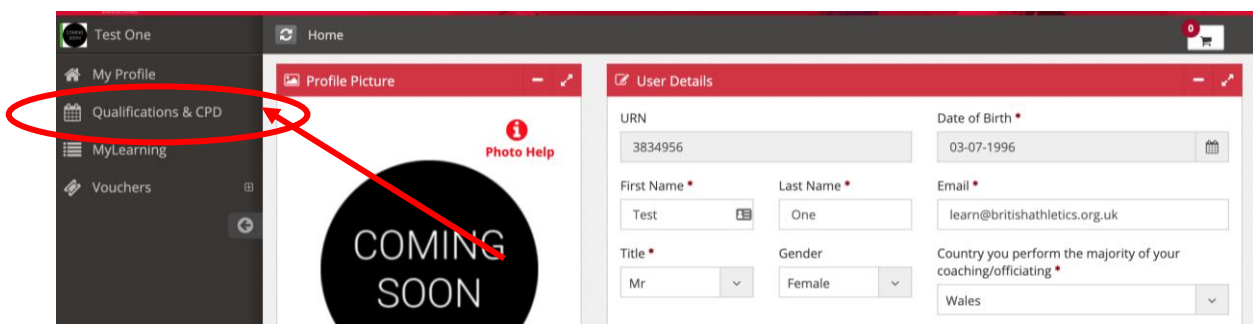 Test One
Home
0
My Profile
Qualifications & CPD
MyLearning
Vouchers
Profile Picture
Photo Help
COMING
SOON
User Details
URN
Date of Birth *
3834956
03-07-1996
First Name *
Last Name *
Email *
Test
One
learn@britishathletics.org.uk
Title *
Gender
Country you perform the majority of your
coaching/officiating *
Mr
Female
Wales